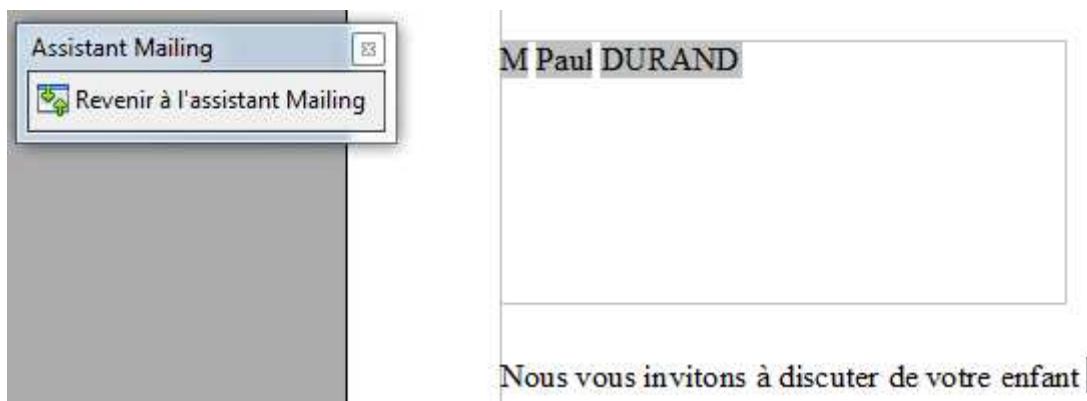 Assistant Mailing
Revenir à l'assistant Mailing
M Paul DURAND
Nous vous invitons à discuter de votre enfant